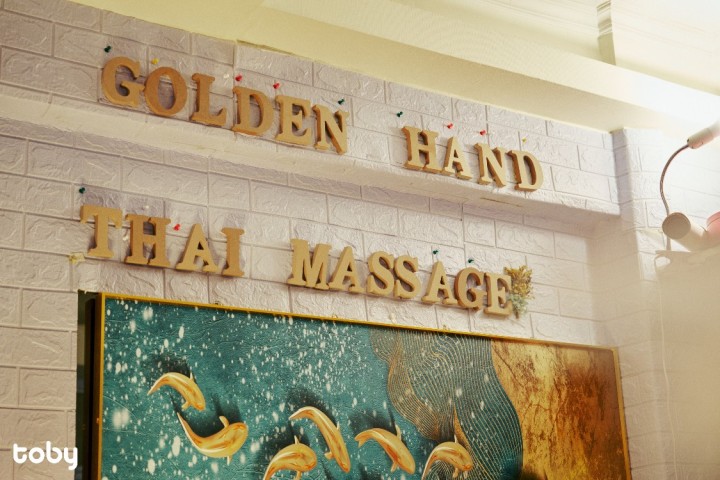 GOLDEN HAND
THAI MASSAGE
toby